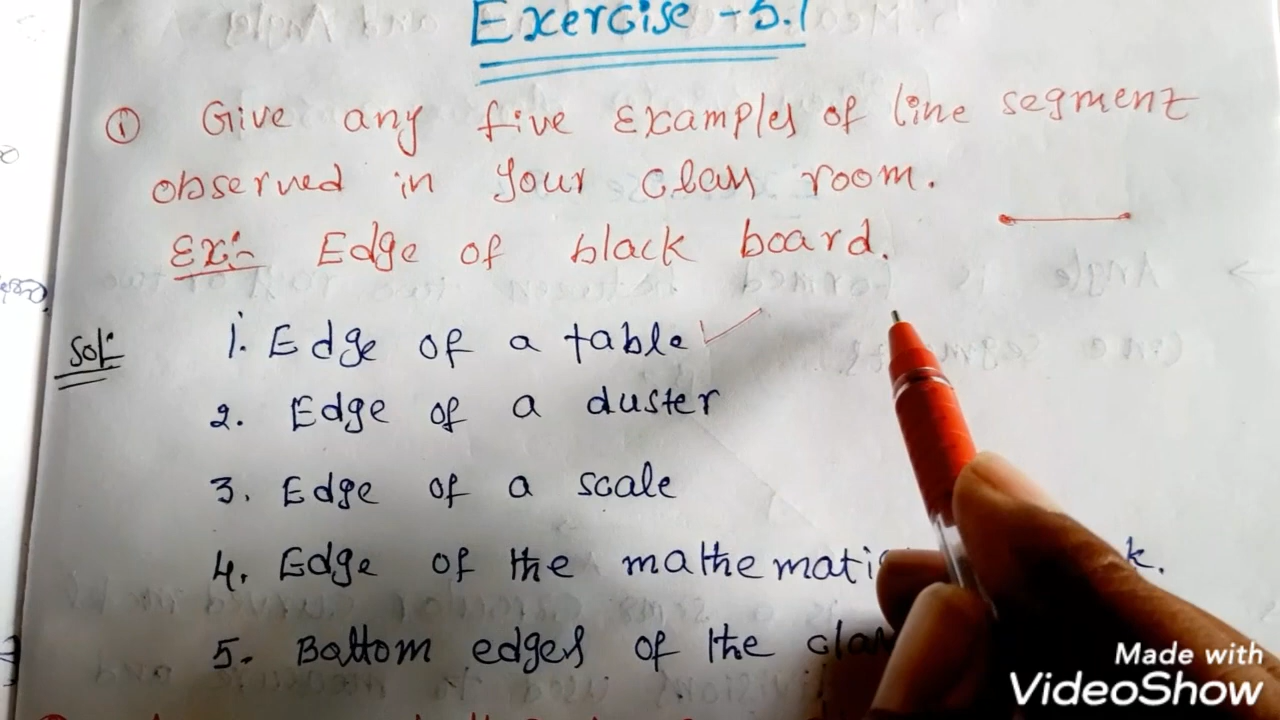 Exercise - 5.1
① Give any five Examples of line segment
observed in your class room.
Ex:- Edge of black board.
Sol:
1. Edge of a table
2. Edge of a duster
3. Edge of a scale
4. Edge of the mathemati
5. Bottom edges of the
Made with
VideoShow